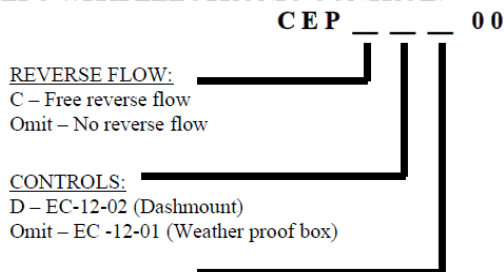 C E P _ _ _ 0 0
REVERSE FLOW:
C – Free reverse flow
Omit – No reverse flow
CONTROLS:
D – EC-12-02 (Dashmount)
Omit – EC -12-01 (Weather proof box)